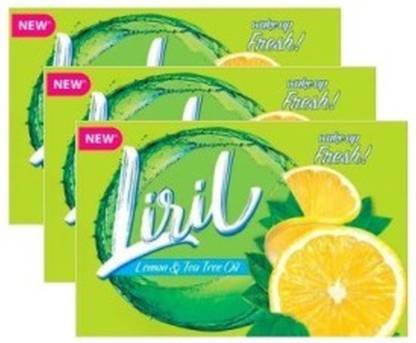 NEW
wake up
Fresh!
NEW
wake up
Fresh!
NEW
wake up
Fresh!
Liril
Lemon & Tea Tree Oil